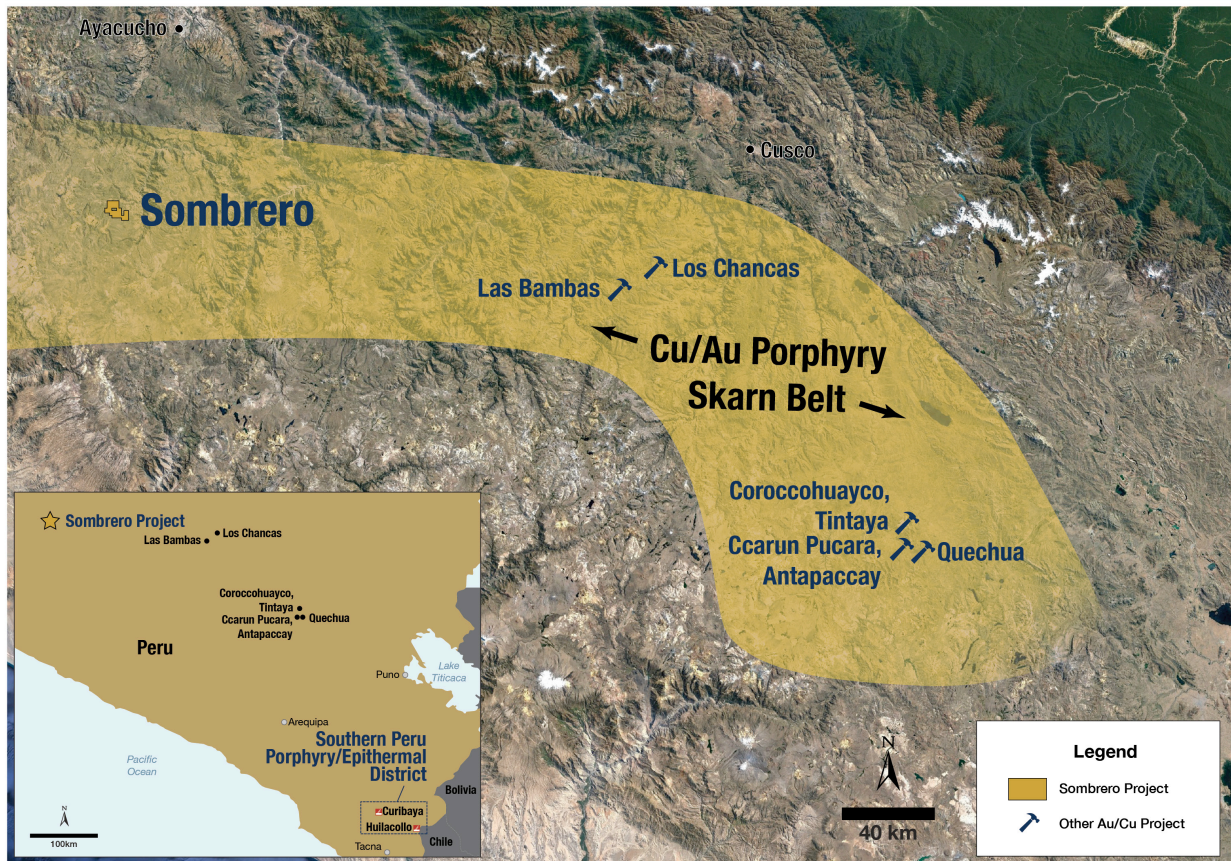 Ayacucho
Cusco
Sombrero
Los Chancas
Las Bambas
Cu/Au Porphyry
Skarn Belt
Coroccohuayco,
Tintaya
Ccarun Pucara,
Quechua
Antapaccay
N
40 km
Legend
Sombrero Project
Other Au/Cu Project
Sombrero Project
Los Chancas
Las Bambas
Coroccohuayco,
Tintaya
Ccarun Pucara,
Quechua
Antapaccay
Peru
Lake
Titicaca
Puno
Arequipa
Southern Peru
Porphyry/Epithermal
District
Pacific
Ocean
Bolivia
Curibaya
Huilacollo
Chile
Tacna
N
100km